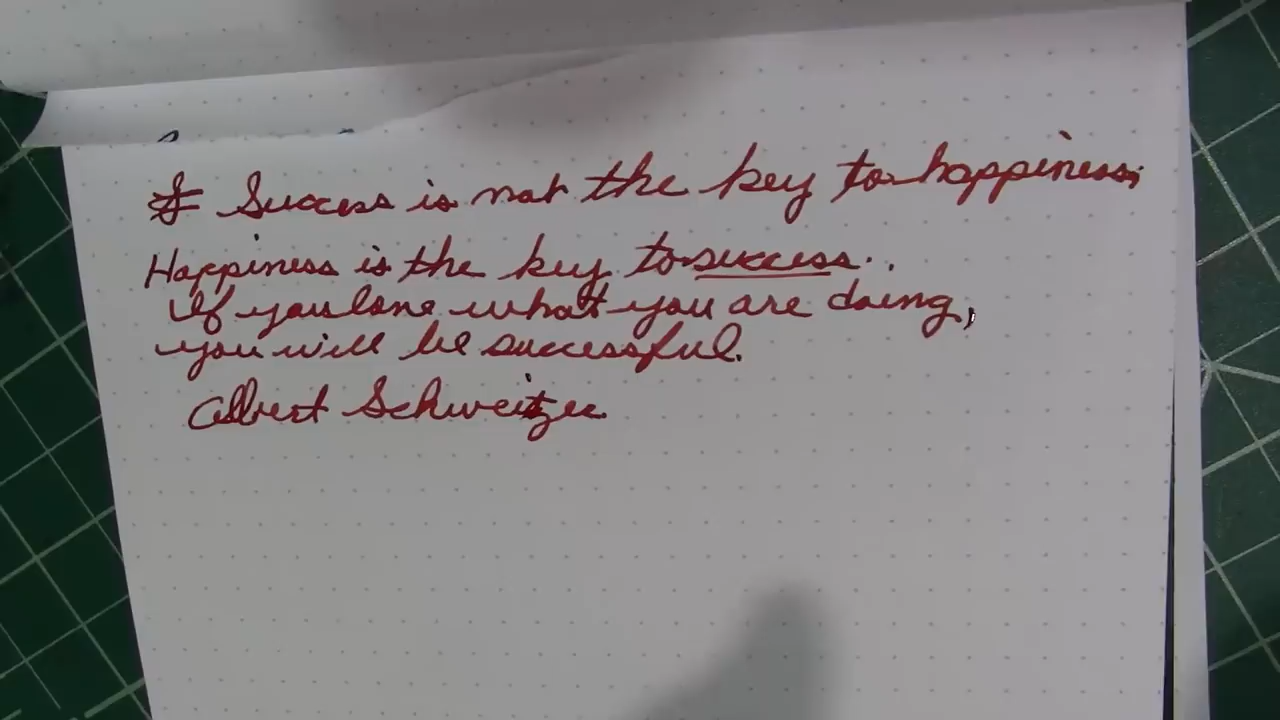 Success is not the key to happiness,
Happiness is the key to success..
If you love what you are doing,
you will be successful.
Albert Schweitzer